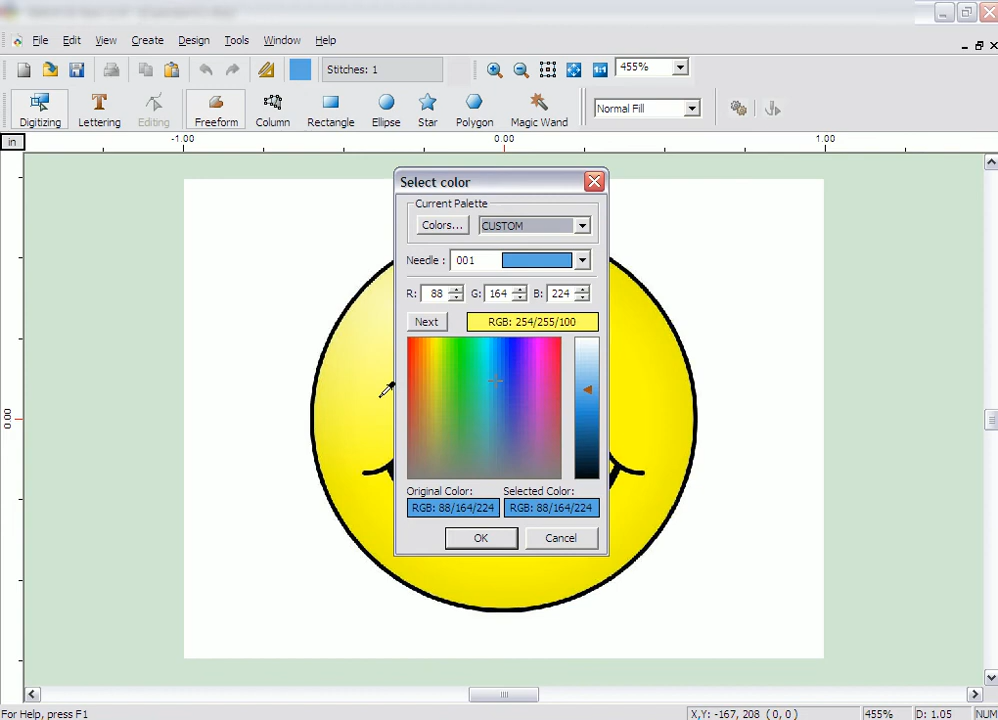 File Edit View Create Design Tools Window Help
Stitches: 1 455%
Digitizing Lettering Editing Freeform Column Rectangle Ellipse Star Polygon Magic Wand Normal Fill
in -1.00 0.00 1.00
Select color
Current Palette
Colors... CUSTOM
Needle : 001
R: 88 G: 164 B: 224
Next RGB: 254/255/100
0.00
Original Color: Selected Color:
RGB: 88/164/224 RGB: 88/164/224
OK Cancel
For Help, press F1 X,Y: -167, 208 ( 0, 0) 455% D: 1.05 NUM